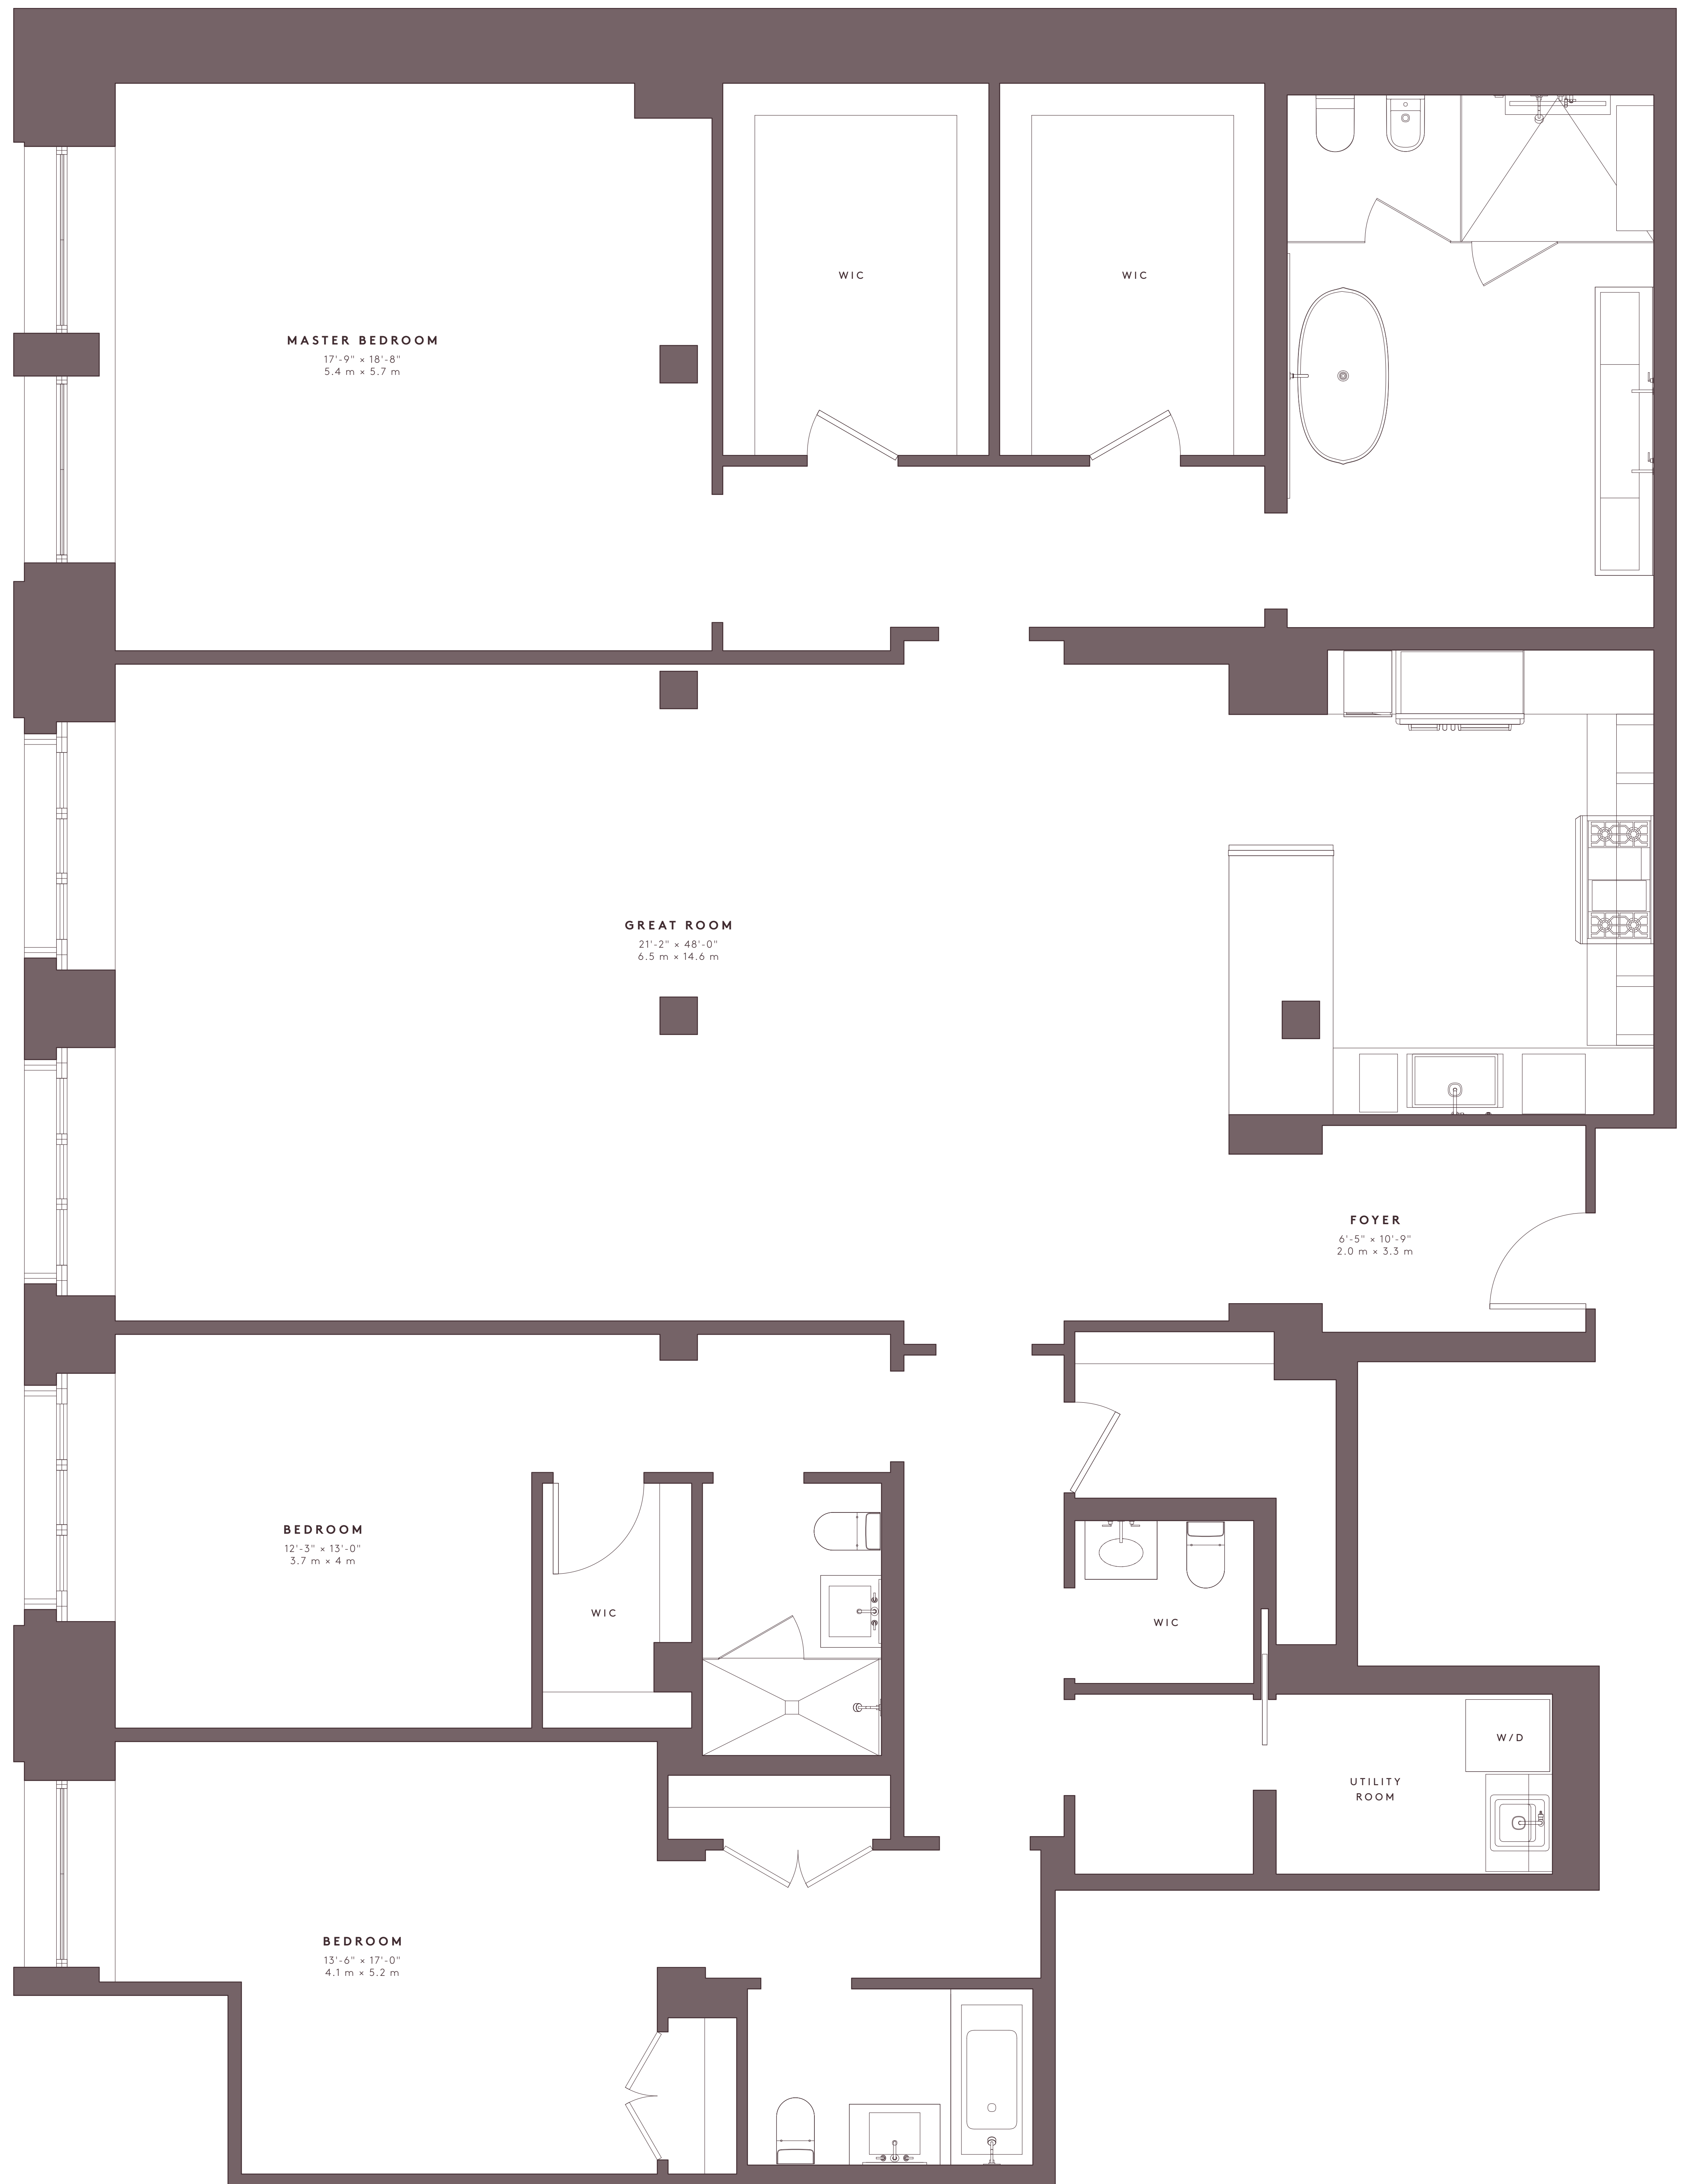 WIC
WIC
MASTER BEDROOM
17'-9" × 18'-8"
5.4 m × 5.7 m
GREAT ROOM
21'-2" × 48'-0"
6.5 m × 14.6 m
FOYER
6'-5" × 10'-9"
2.0 m × 3.3 m
BEDROOM
12'-3" × 13'-0"
3.7 m × 4 m
WIC
WIC
W/D
UTILITY
ROOM
BEDROOM
13'-6" × 17'-0"
4.1 m × 5.2 m